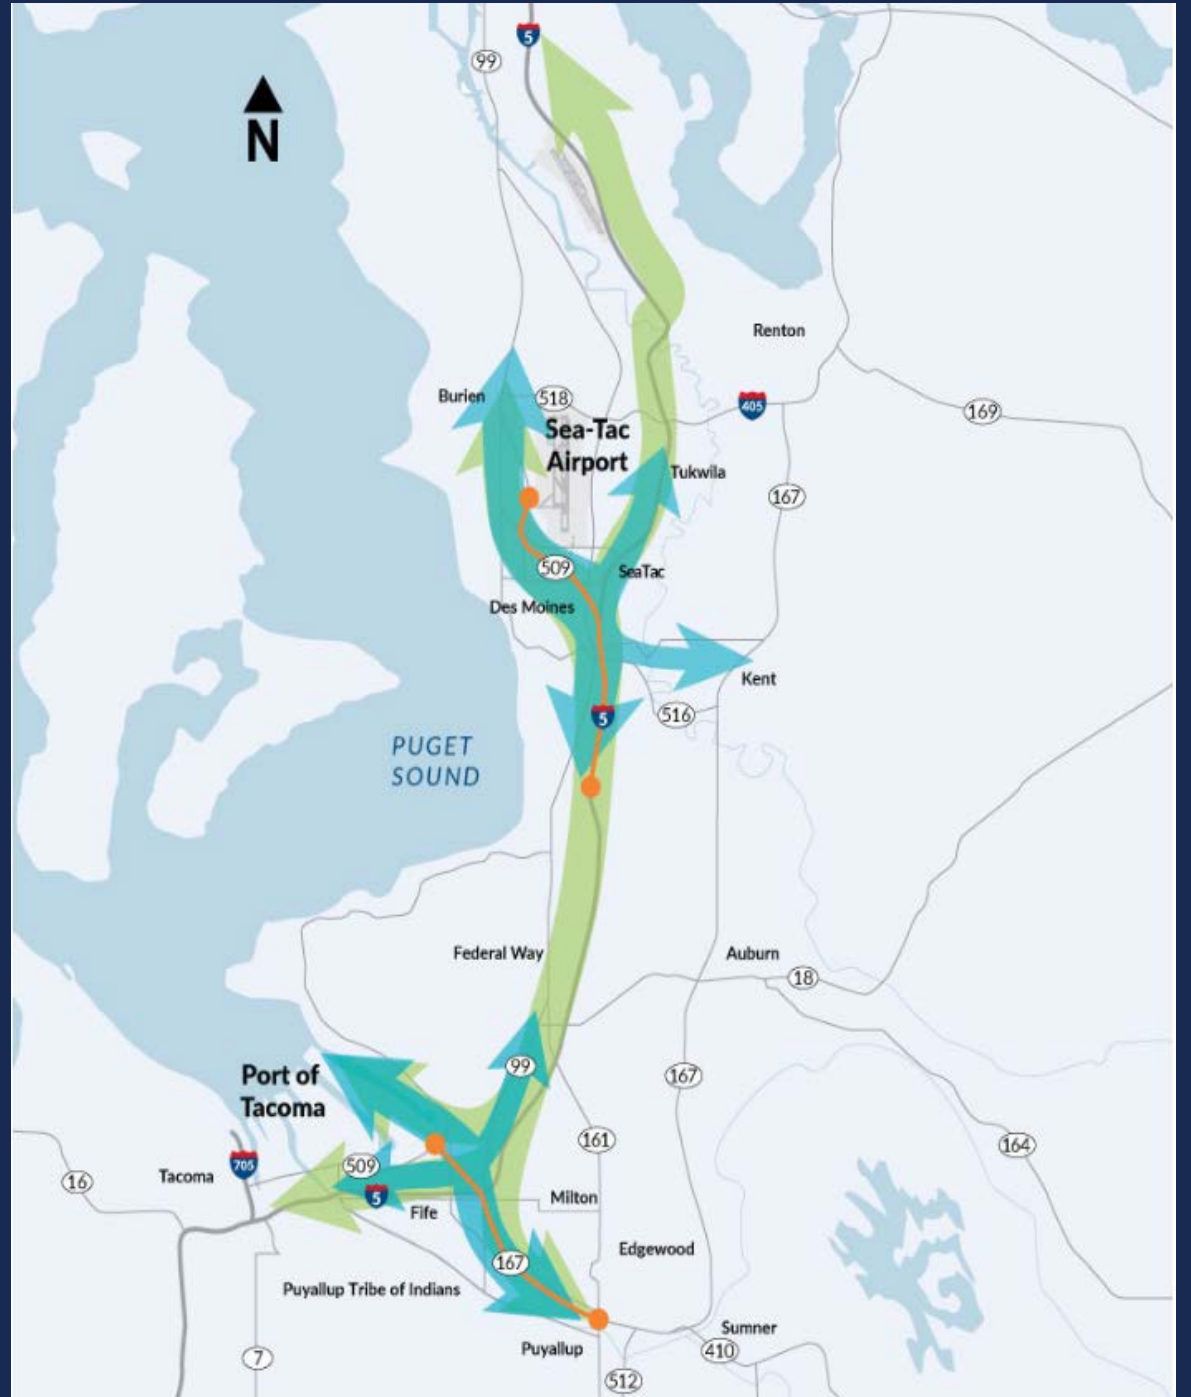 5
99
N
Renton
Burien
518
405
169
Sea-Tac
Airport
Tukwila
167
509
SeaTac
Des Moines
Kent
5
516
PUGET
SOUND
Federal Way
Auburn
18
99
Port of
Tacoma
167
161
164
509
705
Tacoma
16
5
Milton
Fife
Edgewood
167
Puyallup Tribe of Indians
Sumner
Puyallup
410
7
512